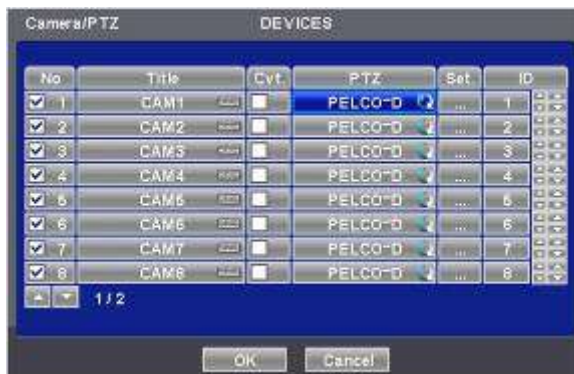 Camera/PTZ DEVICES
No Title Cvt. PTZ Set ID
1 CAM1 PELCO-D ... 1
2 CAM2 PELCO-D ... 2
3 CAM3 PELCO-D ... 3
4 CAM4 PELCO-D ... 4
5 CAM5 PELCO-D ... 5
6 CAM6 PELCO-D ... 6
7 CAM7 PELCO-D ... 7
8 CAM8 PELCO-D ... 8
1/2
OK Cancel